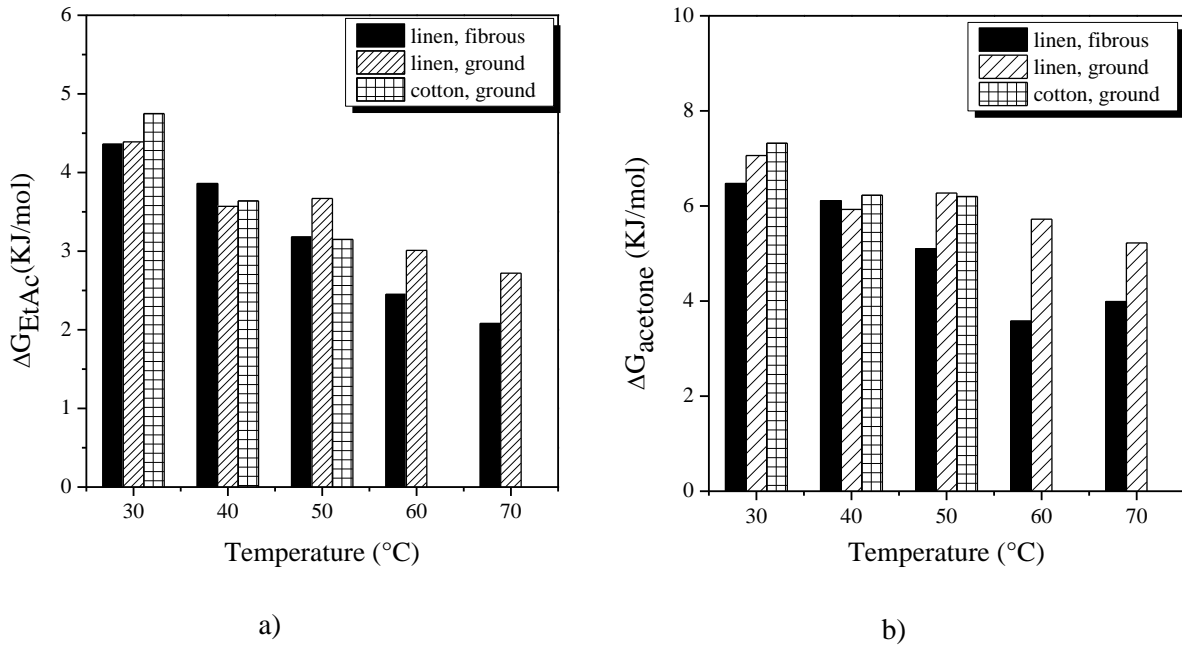 6
5
4
3
2
1
0
ΔG_EtAc(KJ/mol)
linen, fibrous
linen, ground
cotton, ground
30 40 50 60 70
Temperature (°C)
a)
10
8
6
4
2
0
ΔG_acetone (KJ/mol)
linen, fibrous
linen, ground
cotton, ground
30 40 50 60 70
Temperature (°C)
b)